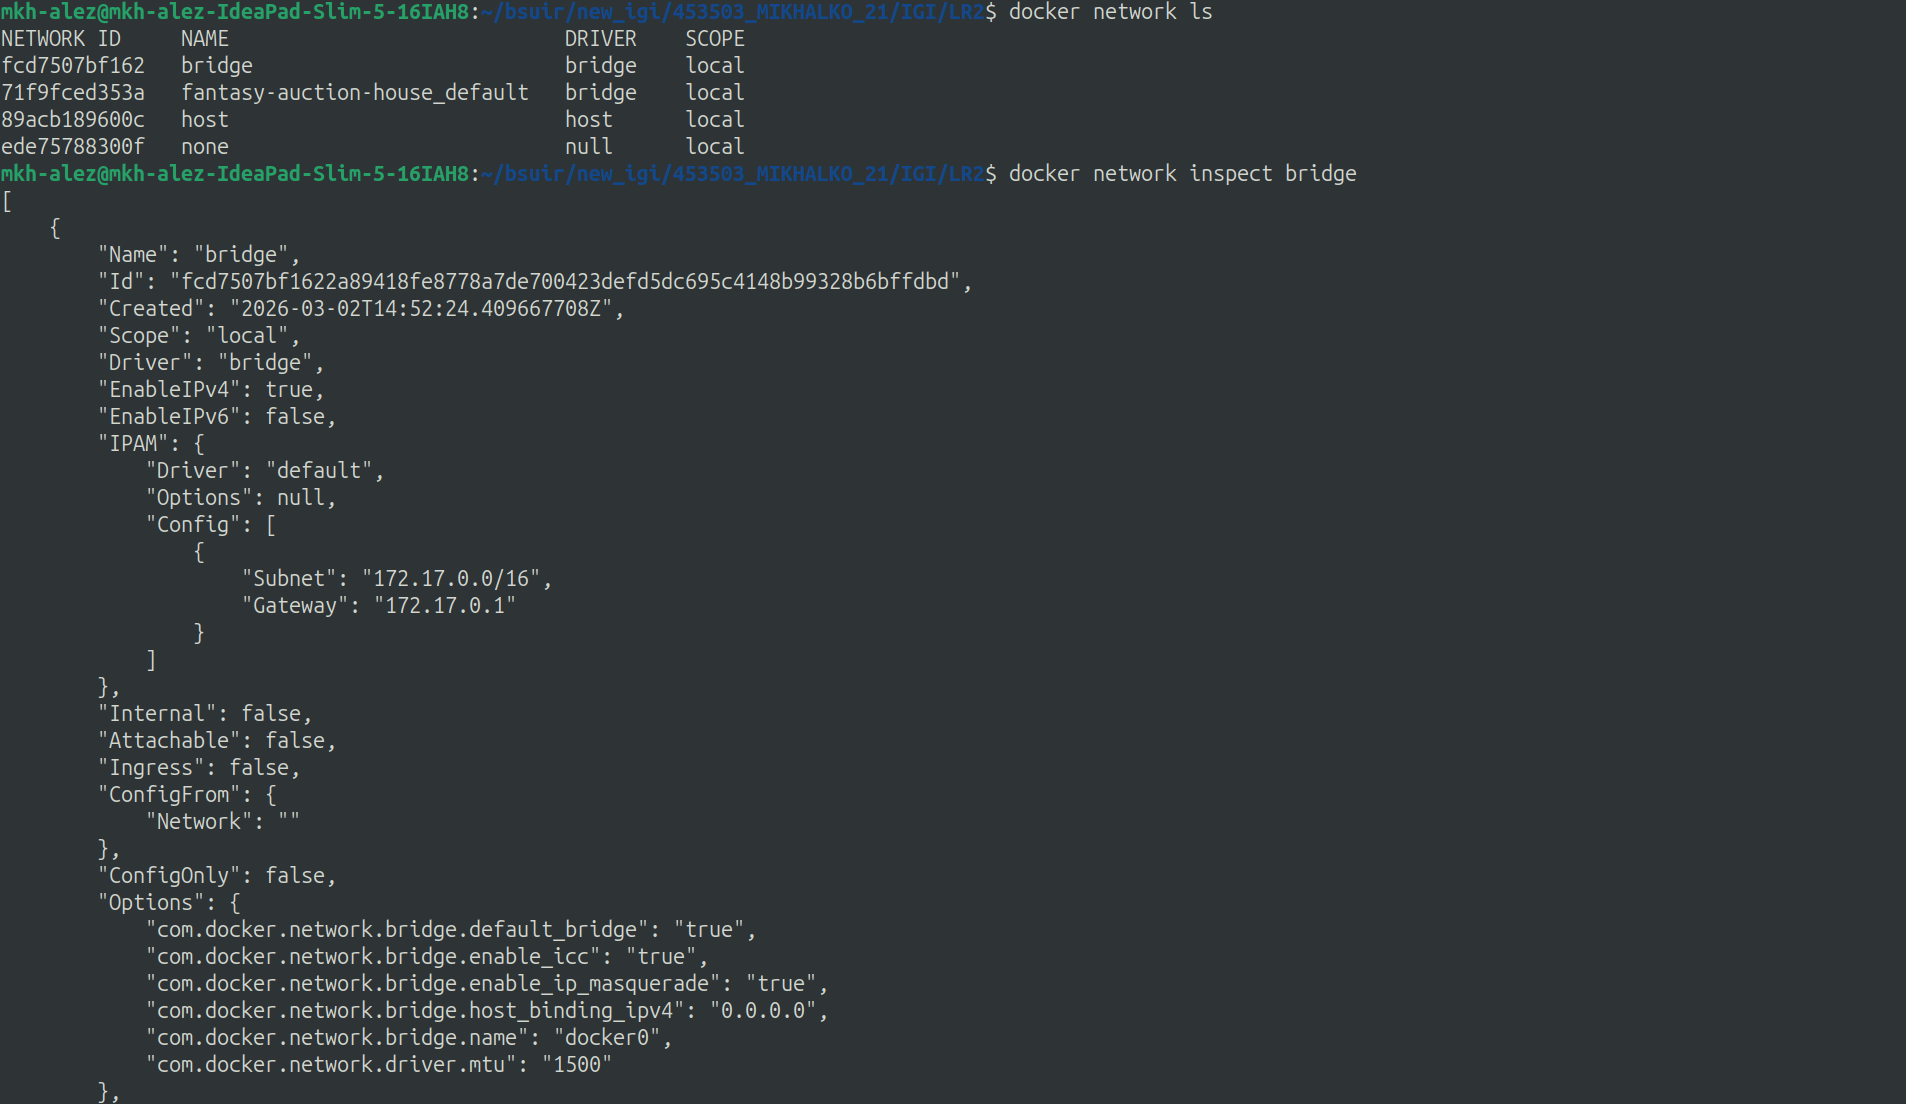 mkh-alez@mkh-alez-IdeaPad-Slim-5-16IAH8:~/bsuir/new_igi/453503_MIKHALKO_21/IGI/LR2$ docker network ls
NETWORK ID     NAME                            DRIVER    SCOPE
fcd7507bf162   bridge                          bridge    local
71f9fced353a   fantasy-auction-house_default   bridge    local
89acb189600c   host                            host      local
ede75788300f   none                            null      local
mkh-alez@mkh-alez-IdeaPad-Slim-5-16IAH8:~/bsuir/new_igi/453503_MIKHALKO_21/IGI/LR2$ docker network inspect bridge
[
    {
        "Name": "bridge",
        "Id": "fcd7507bf1622a89418fe8778a7de700423defd5dc695c4148b99328b6bffdbd",
        "Created": "2026-03-02T14:52:24.409667708Z",
        "Scope": "local",
        "Driver": "bridge",
        "EnableIPv4": true,
        "EnableIPv6": false,
        "IPAM": {
            "Driver": "default",
            "Options": null,
            "Config": [
                {
                    "Subnet": "172.17.0.0/16",
                    "Gateway": "172.17.0.1"
                }
            ]
        },
        "Internal": false,
        "Attachable": false,
        "Ingress": false,
        "ConfigFrom": {
            "Network": ""
        },
        "ConfigOnly": false,
        "Options": {
            "com.docker.network.bridge.default_bridge": "true",
            "com.docker.network.bridge.enable_icc": "true",
            "com.docker.network.bridge.enable_ip_masquerade": "true",
            "com.docker.network.bridge.host_binding_ipv4": "0.0.0.0",
            "com.docker.network.bridge.name": "docker0",
            "com.docker.network.driver.mtu": "1500"
        },